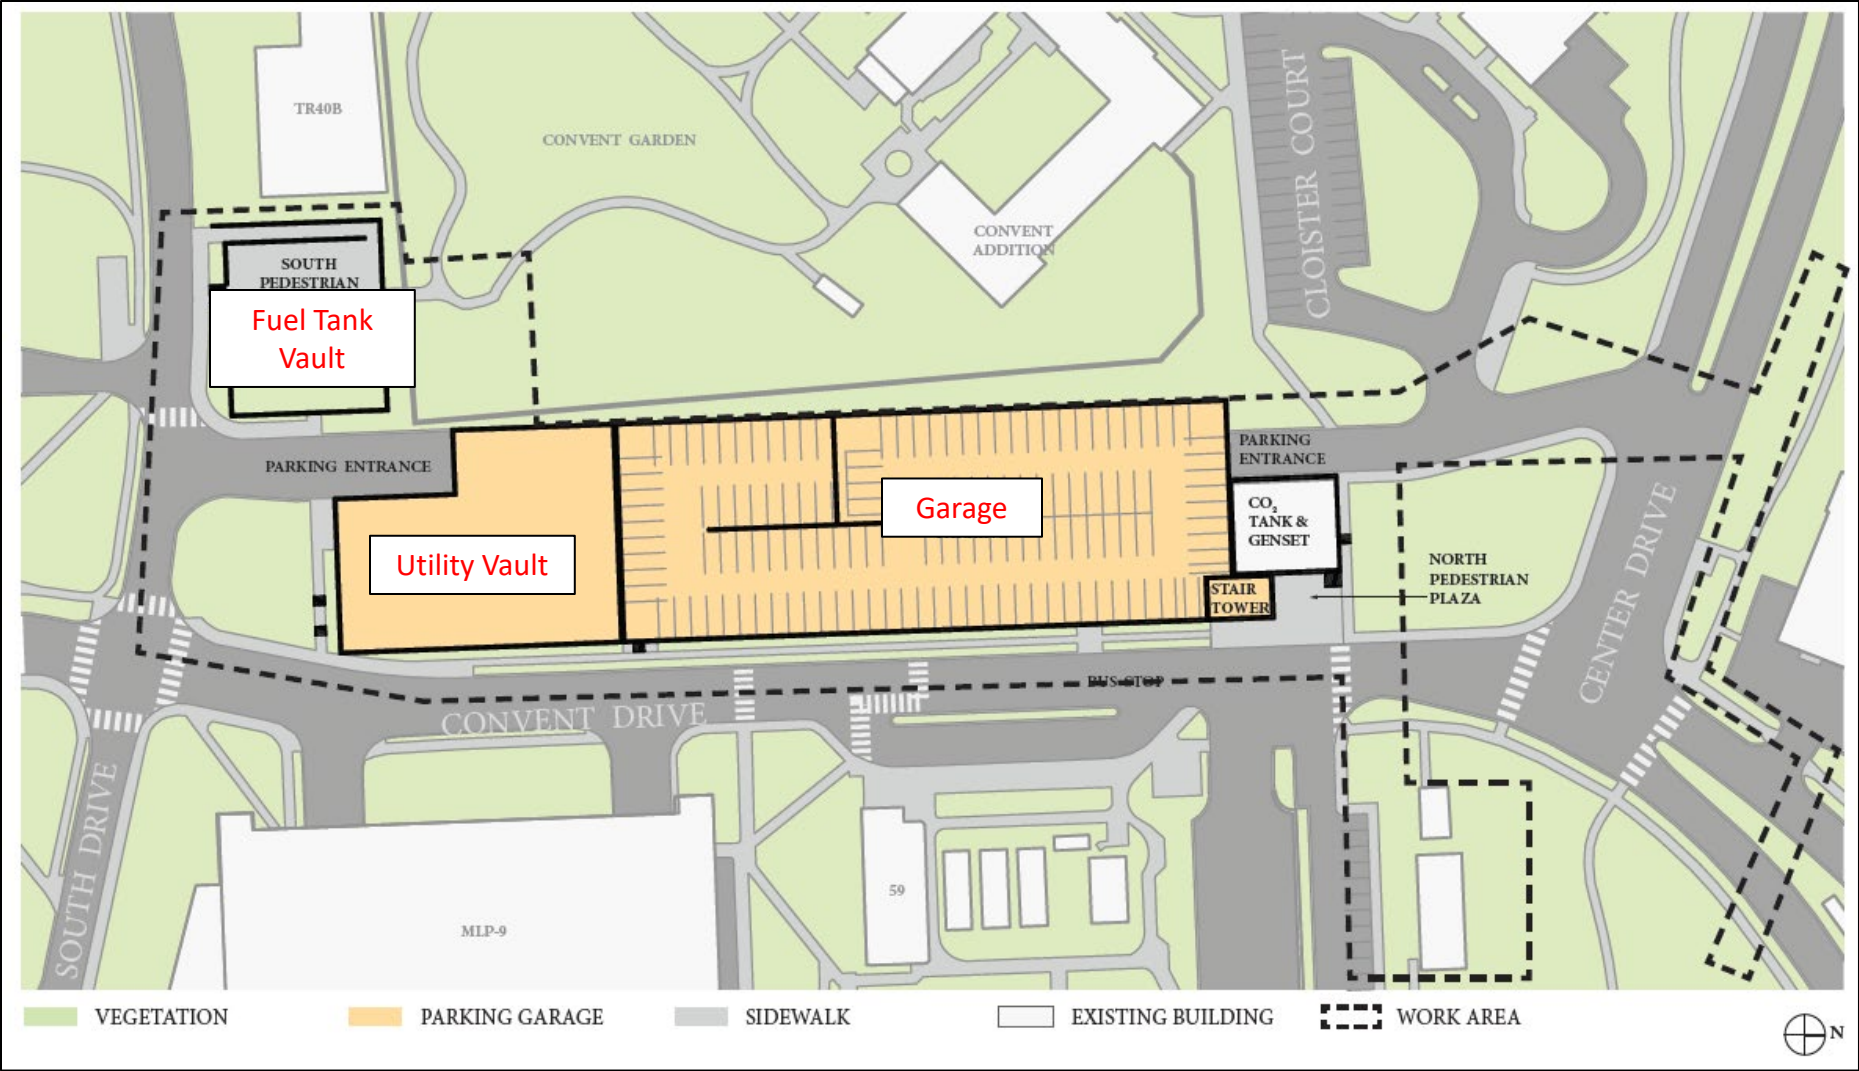 TR40B
CONVENT GARDEN
CONVENT
ADDITION
CLOISTER COURT
SOUTH
PEDESTRIAN
Fuel Tank
Vault
PARKING ENTRANCE
Utility Vault
Garage
PARKING
ENTRANCE
CO2
TANK &
GENSET
STAIR
TOWER
NORTH
PEDESTRIAN
PLAZA
CENTER DRIVE
BUS STOP
CONVENT DRIVE
SOUTH DRIVE
MLP-9
59
VEGETATION
PARKING GARAGE
SIDEWALK
EXISTING BUILDING
WORK AREA
N